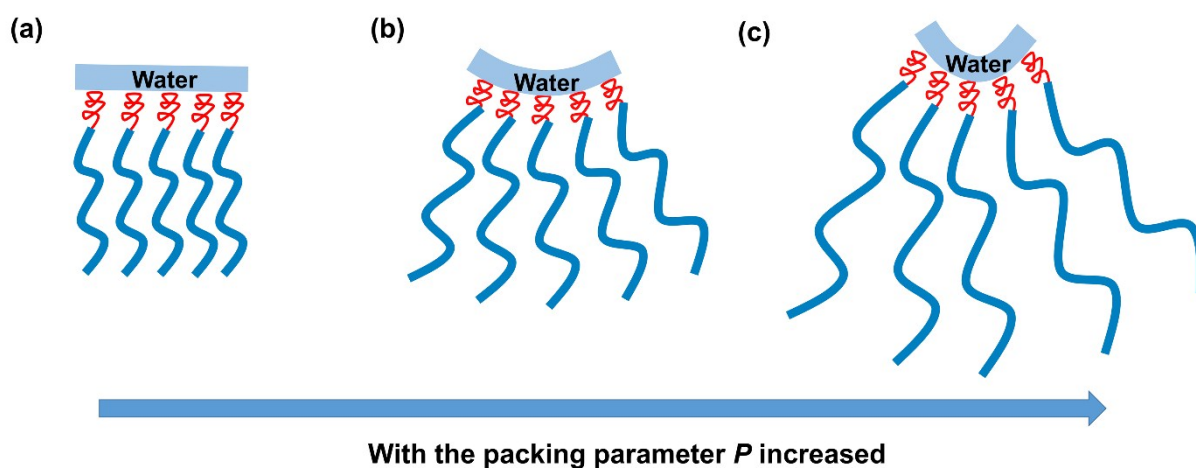 (a)
Water
(b)
Water
(c)
Water
With the packing parameter P increased